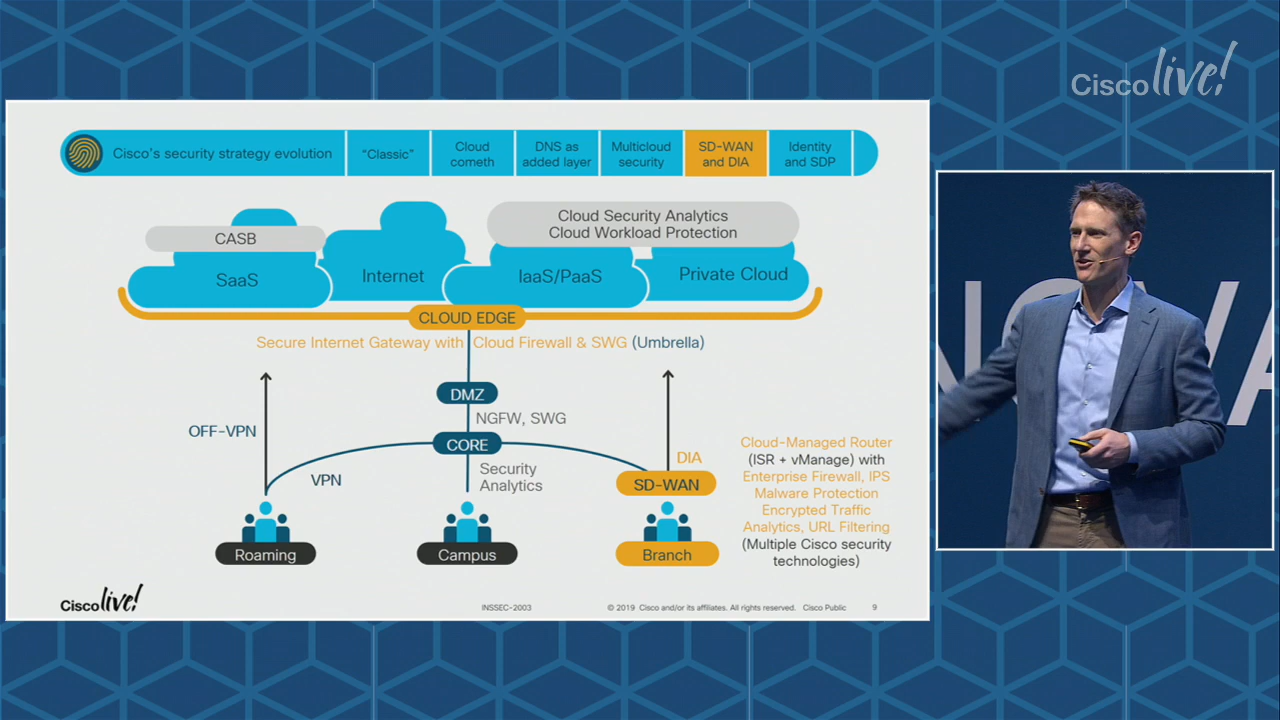 Cisco live!
Cisco's security strategy evolution
"Classic"
Cloud
cometh
DNS as
added layer
Multicloud
security
SD-WAN
and DIA
Identity
and SDP
Cloud Security Analytics
Cloud Workload Protection
CASB
SaaS
Internet
IaaS/PaaS
Private Cloud
CLOUD EDGE
Secure Internet Gateway with Cloud Firewall & SWG (Umbrella)
DMZ
NGFW, SWG
OFF-VPN
CORE
VPN
Security
Analytics
DIA
SD-WAN
Cloud-Managed Router
(ISR + vManage) with
Enterprise Firewall, IPS
Malware Protection
Encrypted Traffic
Analytics, URL Filtering
(Multiple Cisco security
technologies)
Roaming
Campus
Branch
Cisco live!
INSSEC-2003
© 2019 Cisco and/or its affiliates. All rights reserved. Cisco Public
9